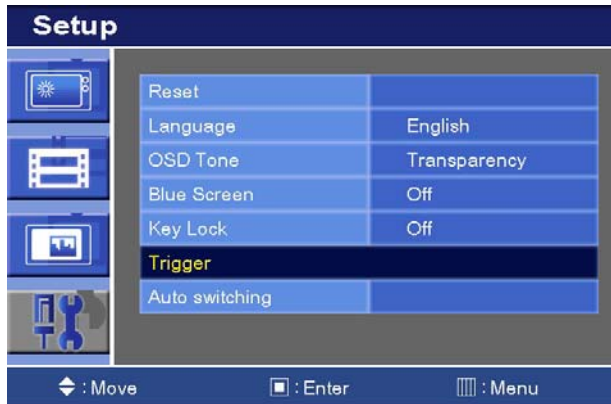 Setup
Reset
Language English
OSD Tone Transparency
Blue Screen Off
Key Lock Off
Trigger
Auto switching
: Move : Enter : Menu